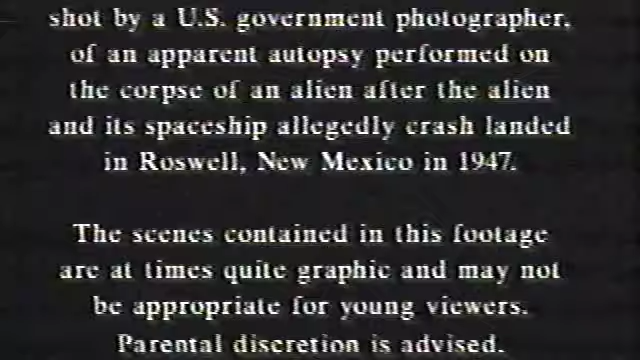 shot by a U.S. government photographer,
of an apparent autopsy performed on
the corpse of an alien after the alien
and its spaceship allegedly crash landed
in Roswell, New Mexico in 1947.
The scenes contained in this footage
are at times quite graphic and may not
be appropriate for young viewers.
Parental discretion is advised.